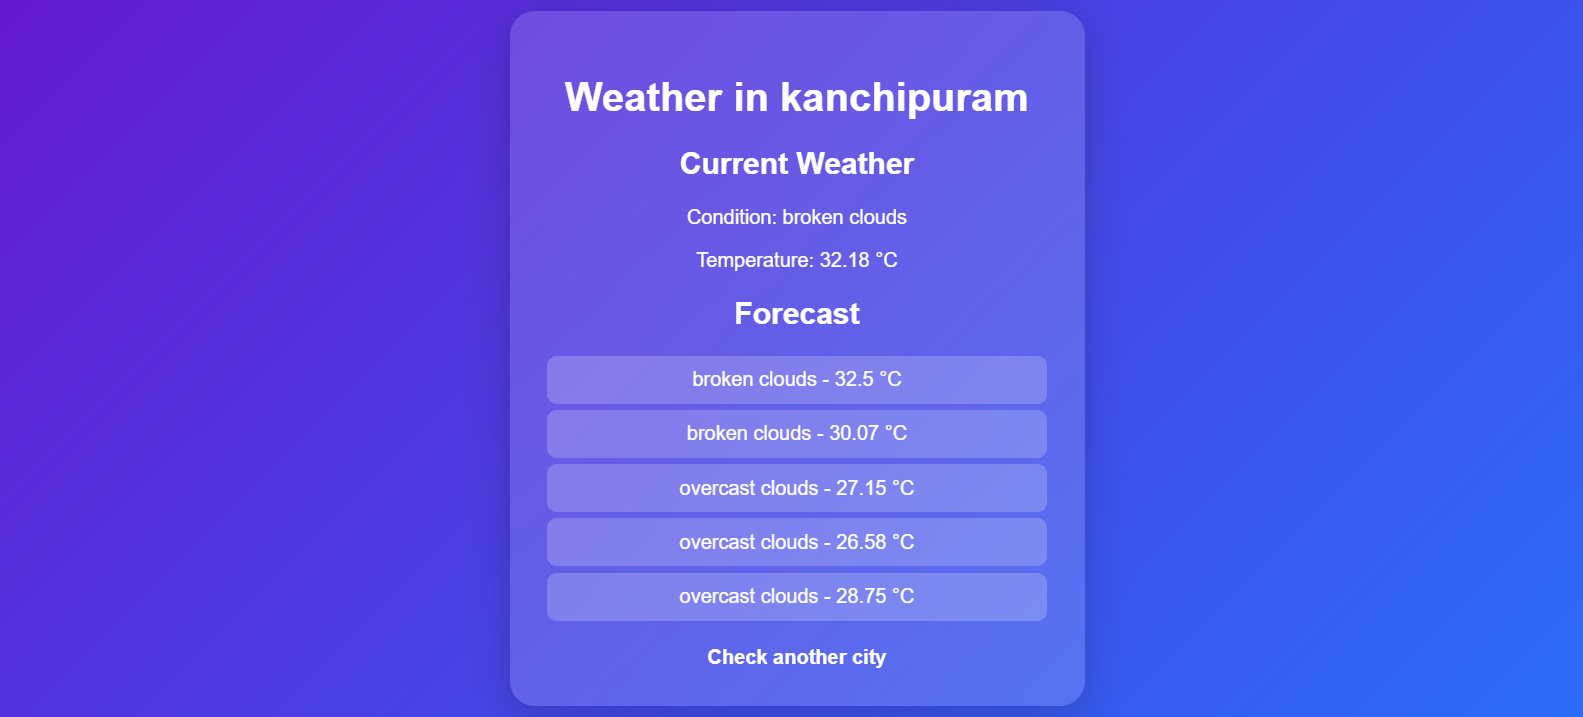 Weather in kanchipuram
Current Weather
Condition: broken clouds
Temperature: 32.18 °C
Forecast
broken clouds - 32.5 °C
broken clouds - 30.07 °C
overcast clouds - 27.15 °C
overcast clouds - 26.58 °C
overcast clouds - 28.75 °C
Check another city